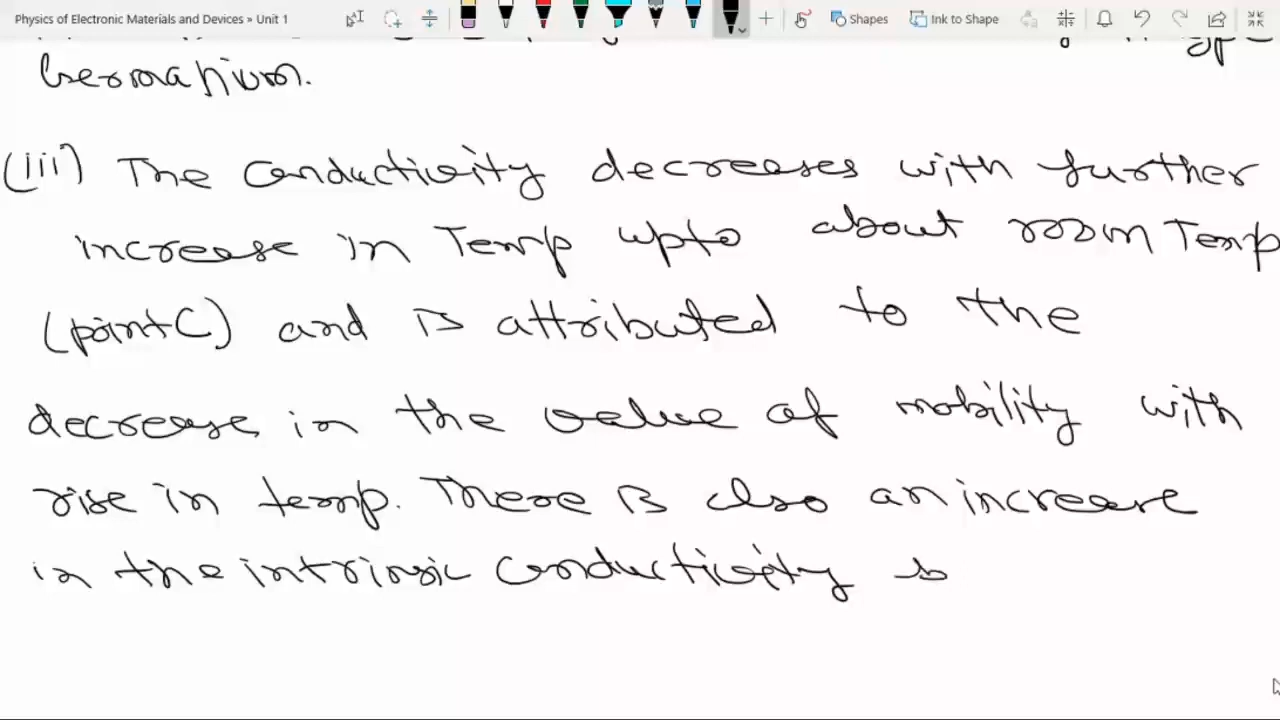 Physics of Electronic Materials and Devices » Unit 1
Shapes
Ink to Shape
Germanium.
(iii) The conductivity decreases with further
increase in Temp upto about room Temp
(point C) and is attributed to the
decrease in the value of mobility with
rise in temp. There is also an increase
in the intrinsic conductivity